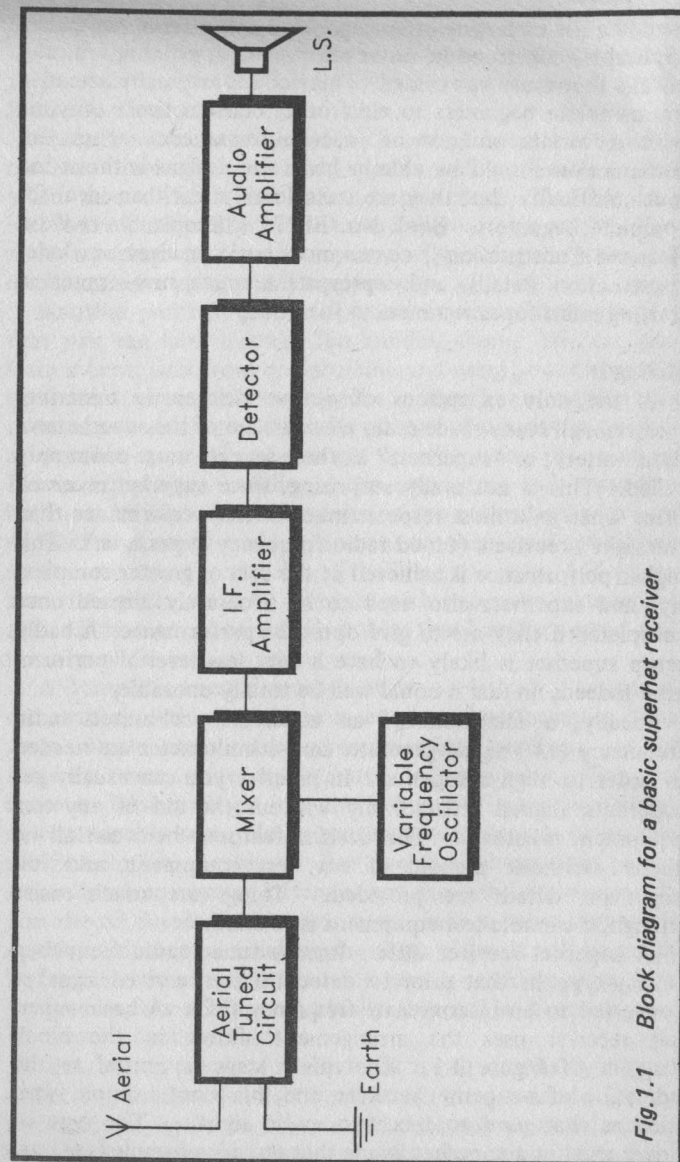 Aerial
Earth
Aerial
Tuned
Circuit
Mixer
Variable
Frequency
Oscillator
I.F.
Amplifier
Detector
Audio
Amplifier
L.S.
Fig. 1 Block diagram for a basic superhet receiver